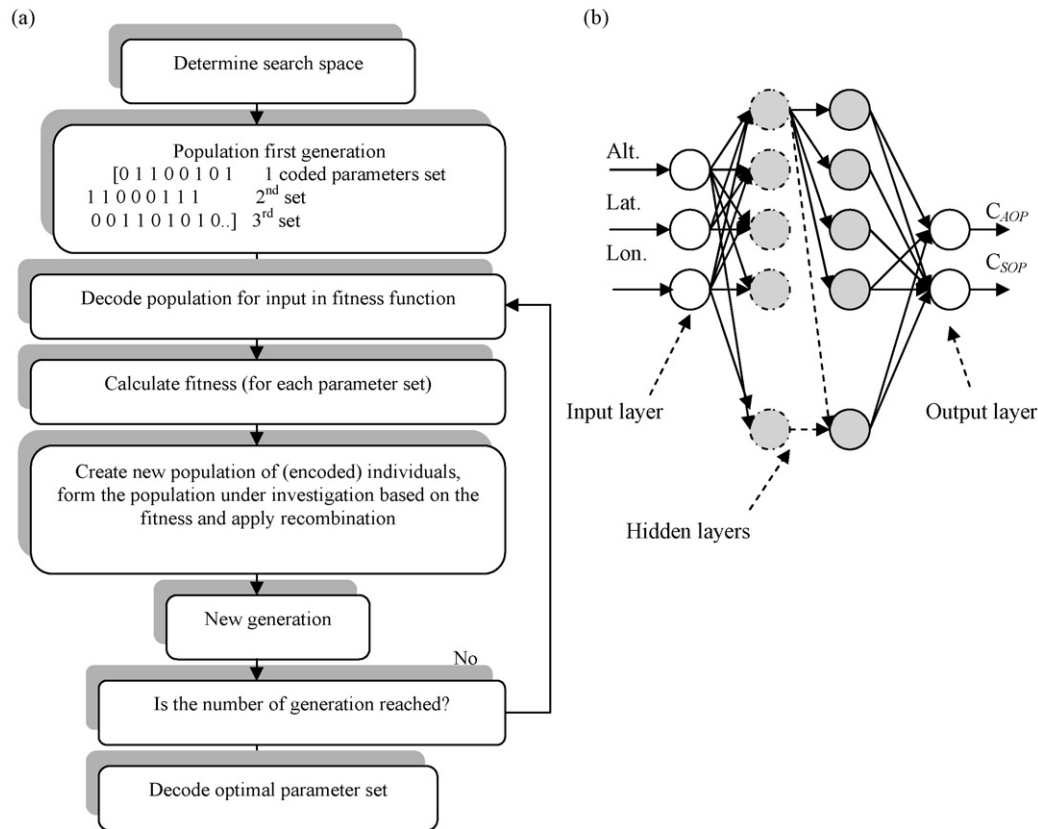 (a)
Determine search space
Population first generation
[0 1 1 0 0 1 0 1 1 coded parameters set
1 1 0 0 0 1 1 1 2nd set
0 0 1 1 0 1 0 1 0..] 3rd set
Decode population for input in fitness function
Calculate fitness (for each parameter set)
Create new population of (encoded) individuals,
form the population under investigation based on the
fitness and apply recombination
New generation
No
Is the number of generation reached?
Decode optimal parameter set
(b)
Alt.
Lat.
Lon.
C_AOP
C_SOP
Input layer
Output layer
Hidden layers